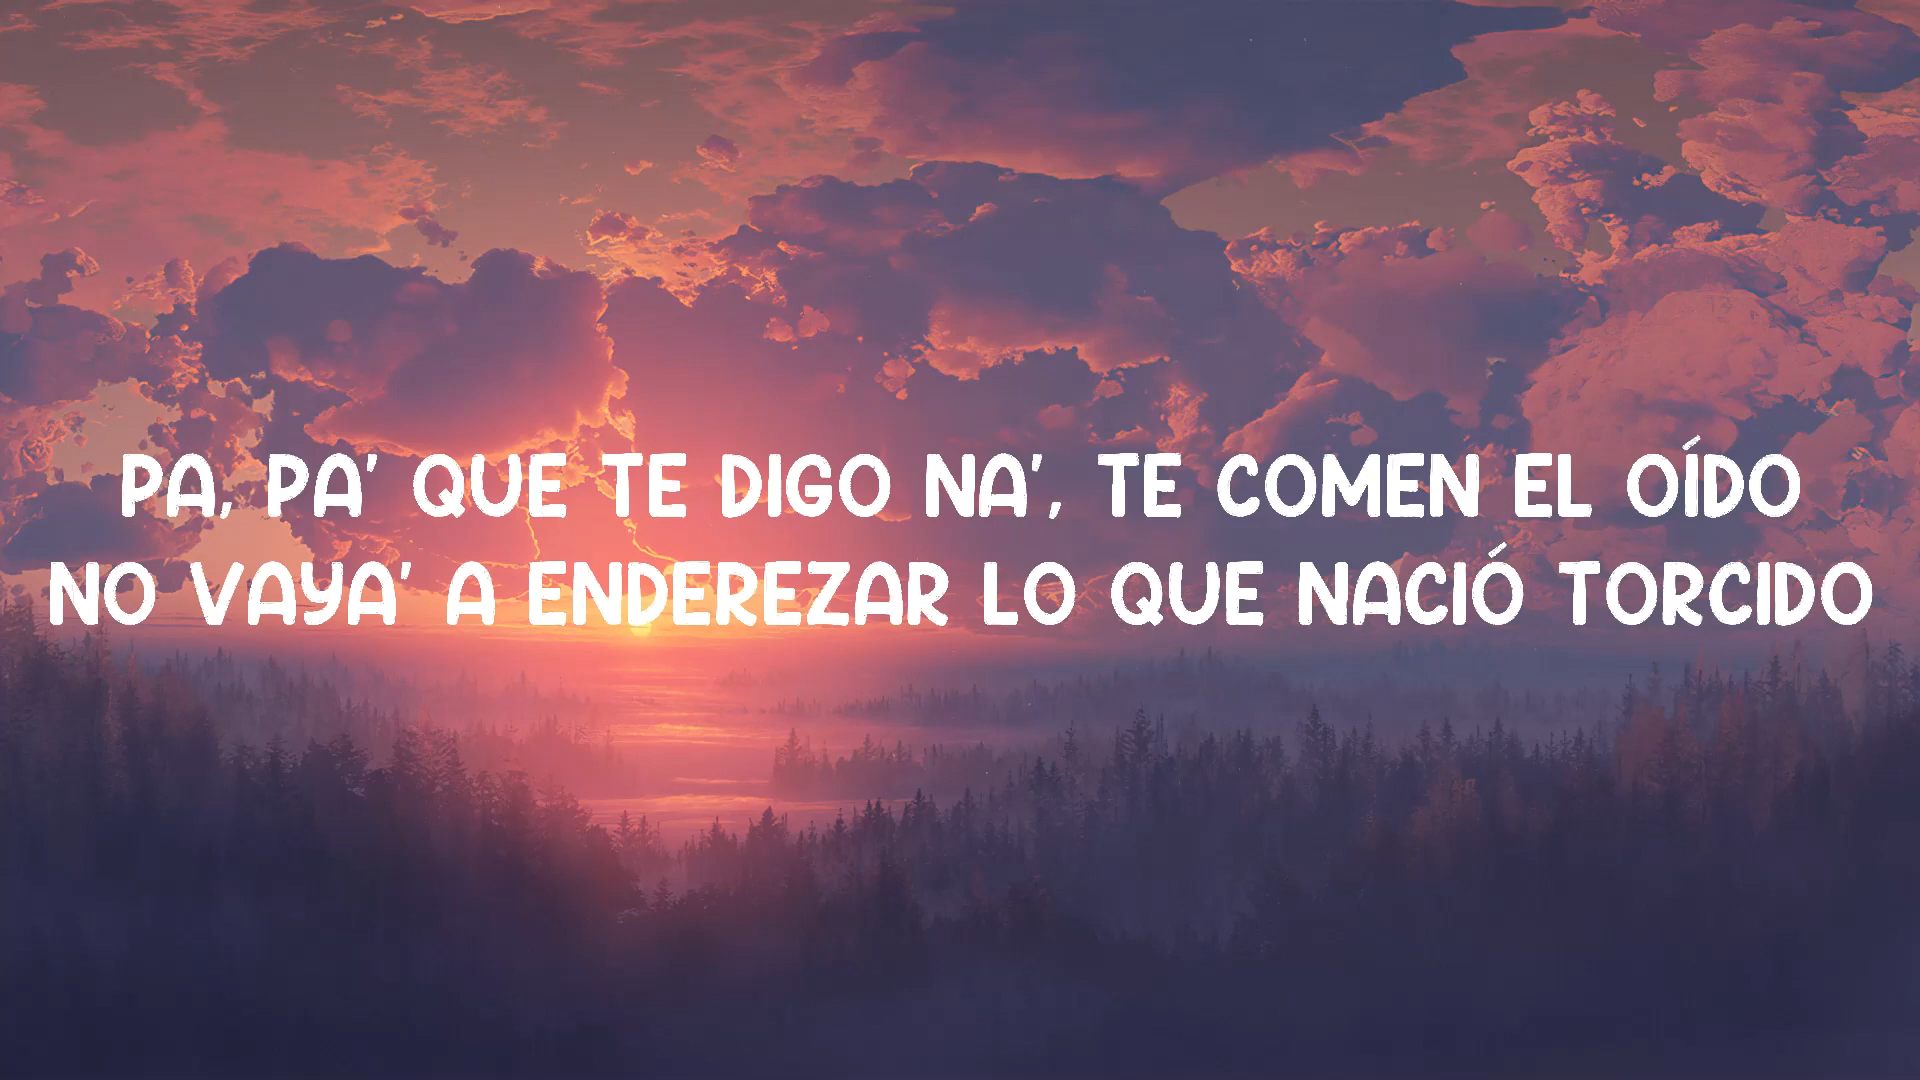 PA, PA' QUE TE DIGO NA', TE COMEN EL OÍDO
NO VAYA' A ENDEREZAR LO QUE NACIÓ TORCIDO